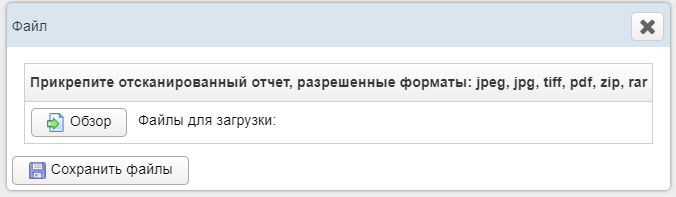 Файл
Прикрепите отсканированный отчет, разрешенные форматы: jpeg, jpg, tiff, pdf, zip, rar
Обзор Файлы для загрузки:
Сохранить файлы